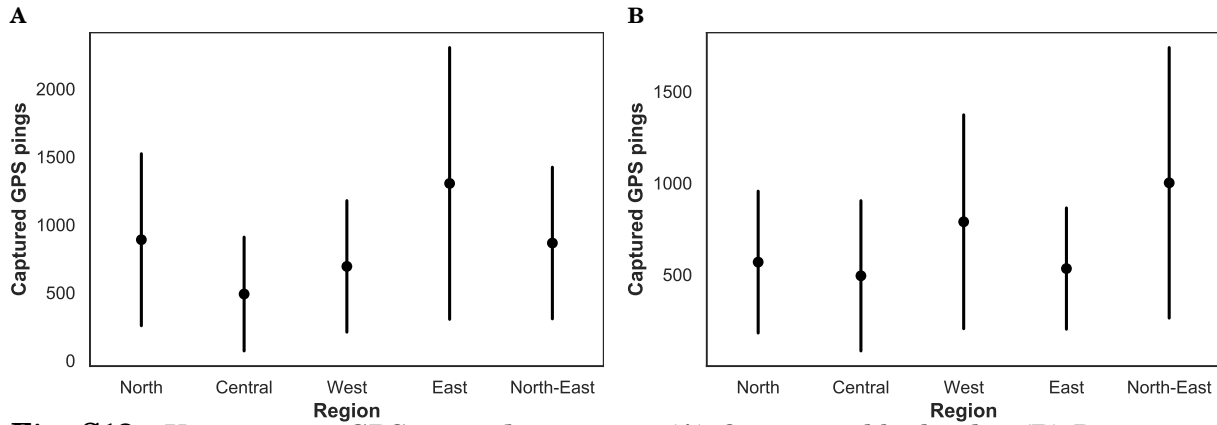 A
B
Captured GPS pings
2000
1500
1000
500
0
North Central West East North-East
Region
Captured GPS pings
1500
1000
500
North Central West East North-East
Region